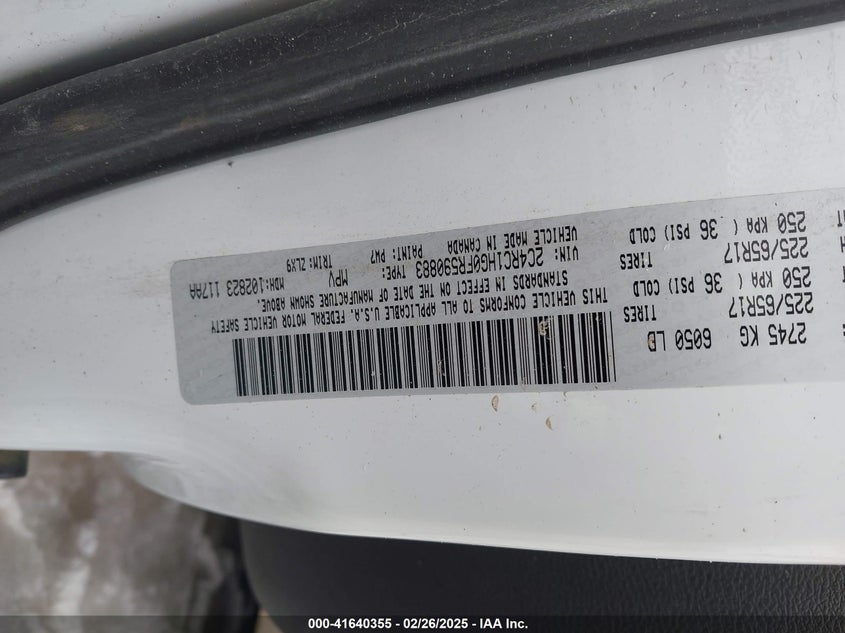 2745 KG 6050 LB
TIRES
225/65R17 250 KPA ( 36 PSI) COLD
TIRES
225/65R17 250 KPA ( 36 PSI) COLD
THIS VEHICLE CONFORMS TO ALL APPLICABLE U.S.A. FEDERAL MOTOR VEHICLE SAFETY
STANDARDS IN EFFECT ON THE DATE OF MANUFACTURE SHOWN ABOVE.
VIN: 2C4RC1HG0FR590883 TYPE: MPV MDH:102823 117AA
VEHICLE MADE IN CANADA PAINT: PW7 TRIM: ZLX9
000-41640355 - 02/26/2025 - IAA Inc.